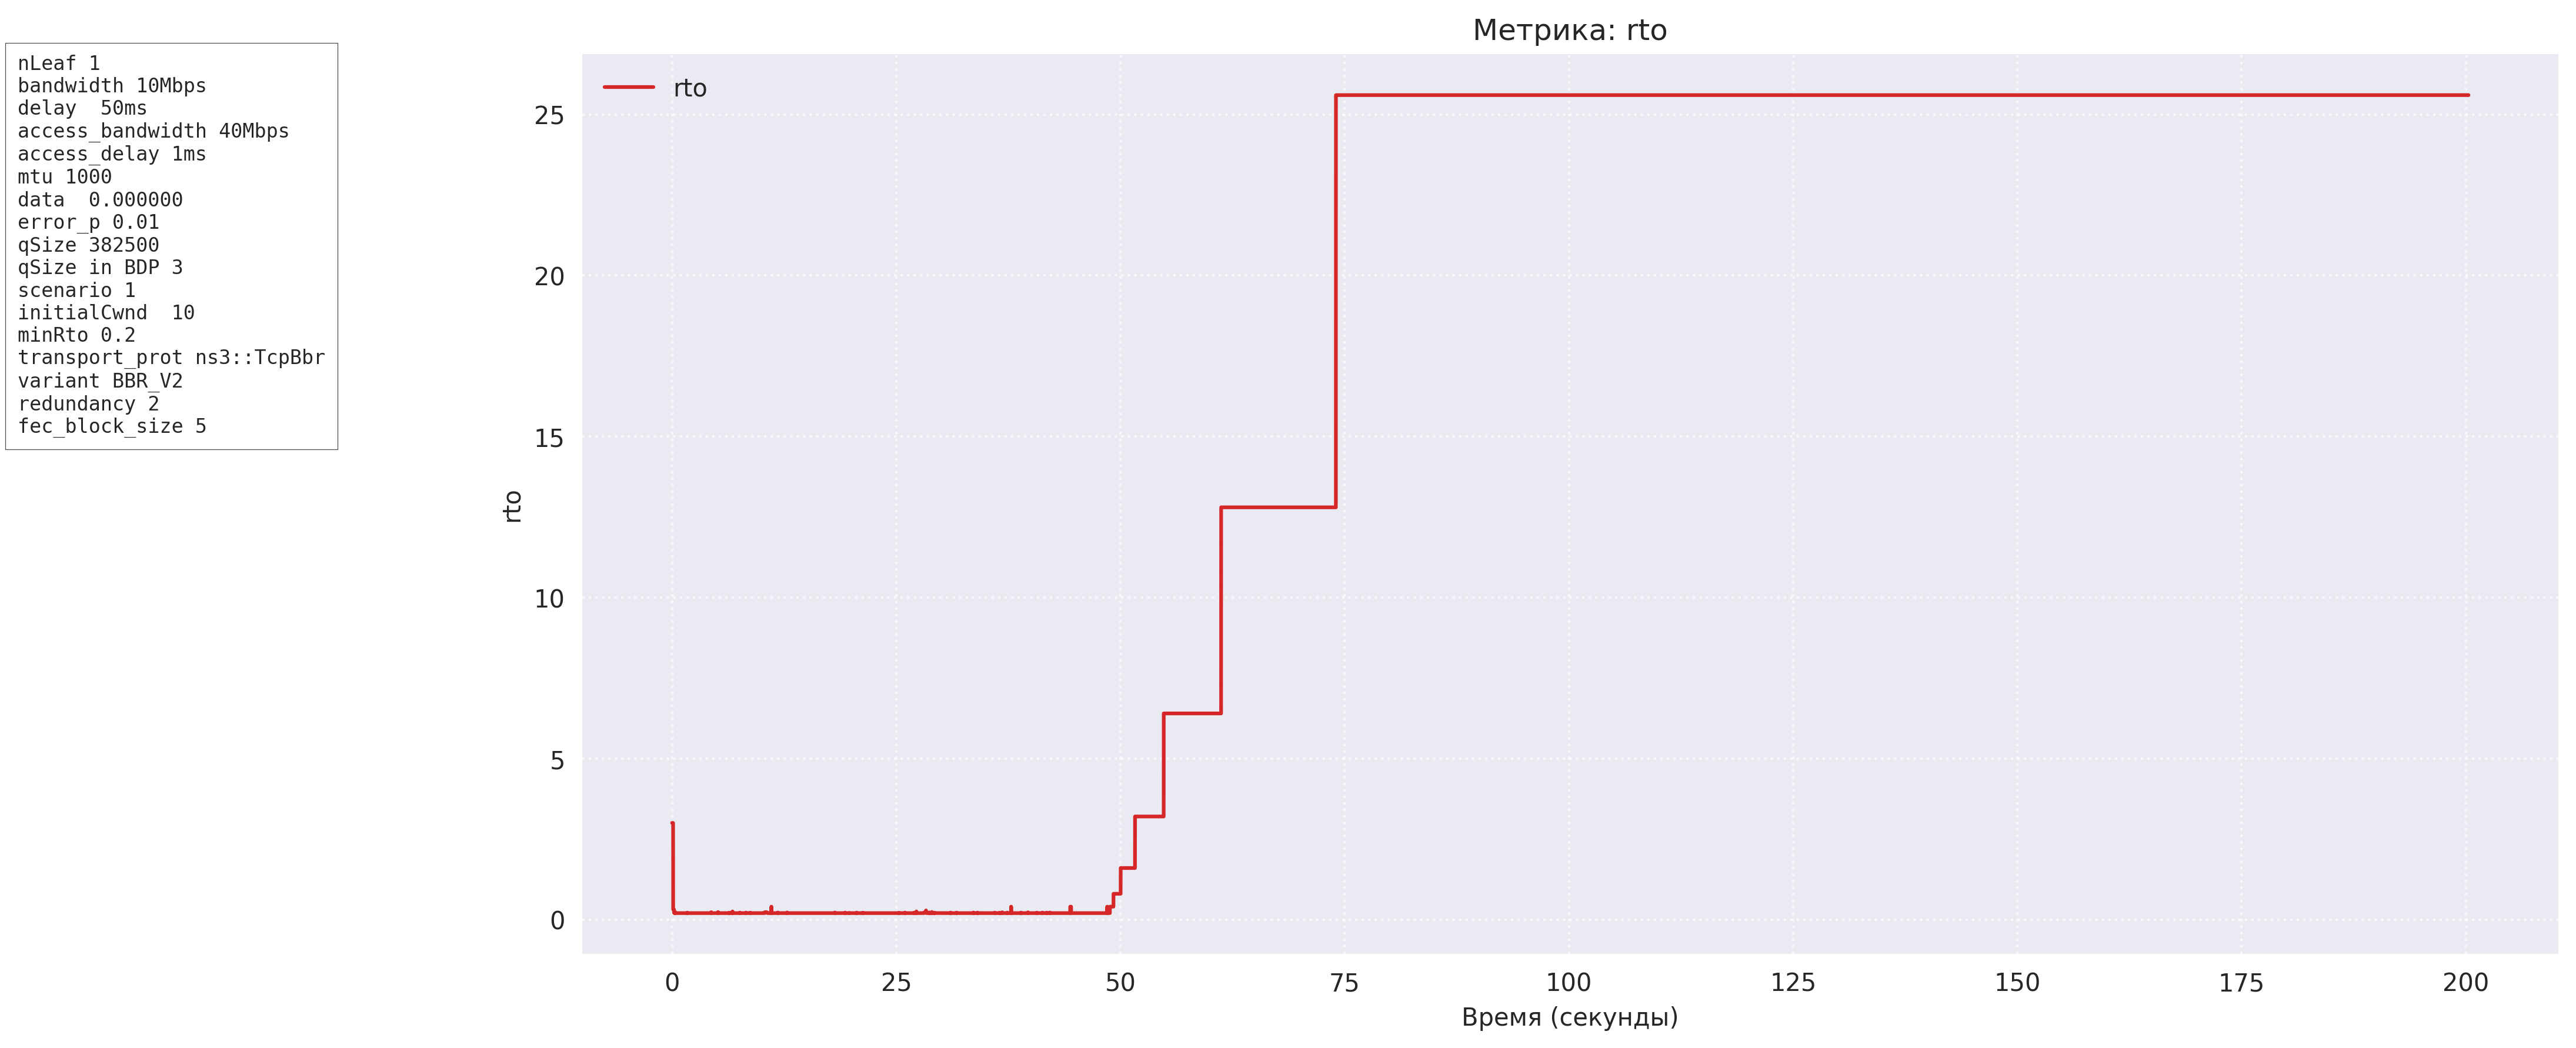 Метрика: rto
nLeaf 1
bandwidth 10Mbps
delay  50ms
access_bandwidth 40Mbps
access_delay 1ms
mtu 1000
data  0.000000
error_p 0.01
qSize 382500
qSize in BDP 3
scenario 1
initialCwnd  10
minRto 0.2
transport_prot ns3::TcpBbr
variant BBR_V2
redundancy 2
fec_block_size 5
rto
25
20
15
10
5
0
rto
0 25 50 75 100 125 150 175 200
Время (секунды)